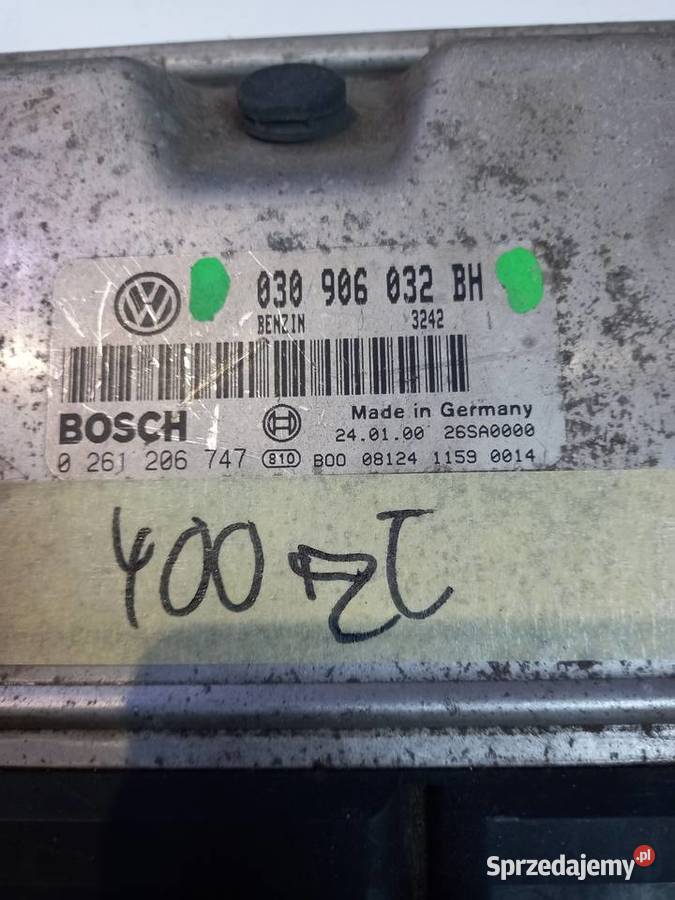 030 906 032 BH
BENZIN 3242
BOSCH Made in Germany
24.01.00 26SA0000
0 261 206 747 810 B00 08124 1159 0014
400 zł
Sprzedajemy.pl